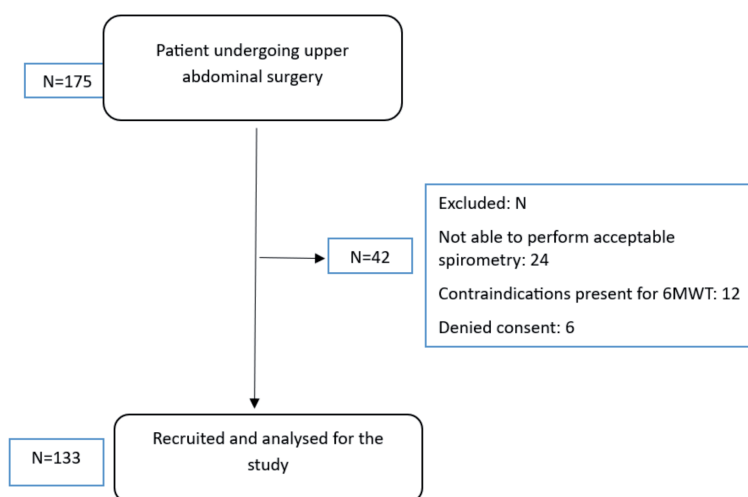 Patient undergoing upper
abdominal surgery
N=175
Excluded: N
Not able to perform acceptable
spirometry: 24
Contraindications present for 6MWT: 12
Denied consent: 6
N=42
Recruited and analysed for the
study
N=133